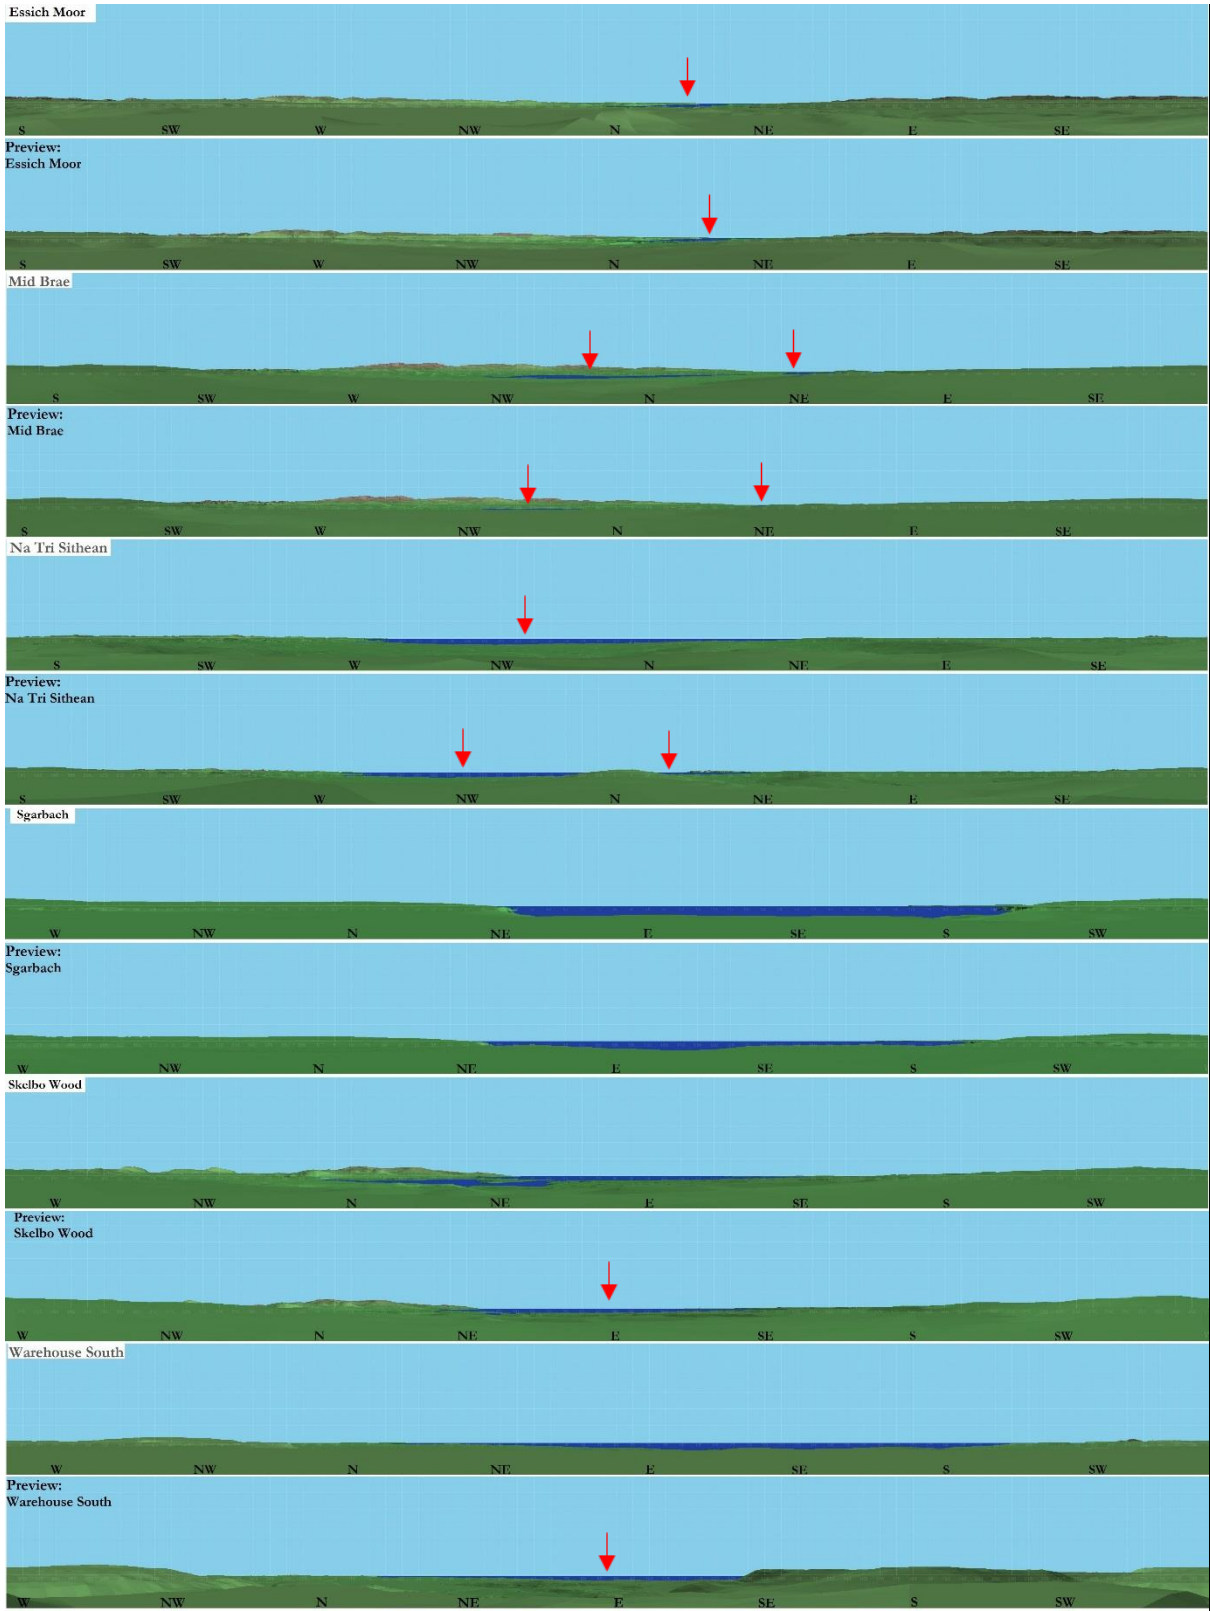 Essich Moor
S SW W NW N NE E SE
Preview:
Essich Moor
S SW W NW N NE E SE
Mid Brae
S SW W NW N NE E SE
Preview:
Mid Brae
S SW W NW N NE E SE
Na Tri Sithean
S SW W NW N NE E SE
Preview:
Na Tri Sithean
S SW W NW N NE E SE
Sgarbach
W NW N NE E SE S SW
Preview:
Sgarbach
W NW N NE E SE S SW
Skelbo Wood
W NW N NE E SE S SW
Preview:
Skelbo Wood
W NW N NE E SE S SW
Warehouse South
W NW N NE E SE S SW
Preview:
Warehouse South
W NW N NE E SE S SW